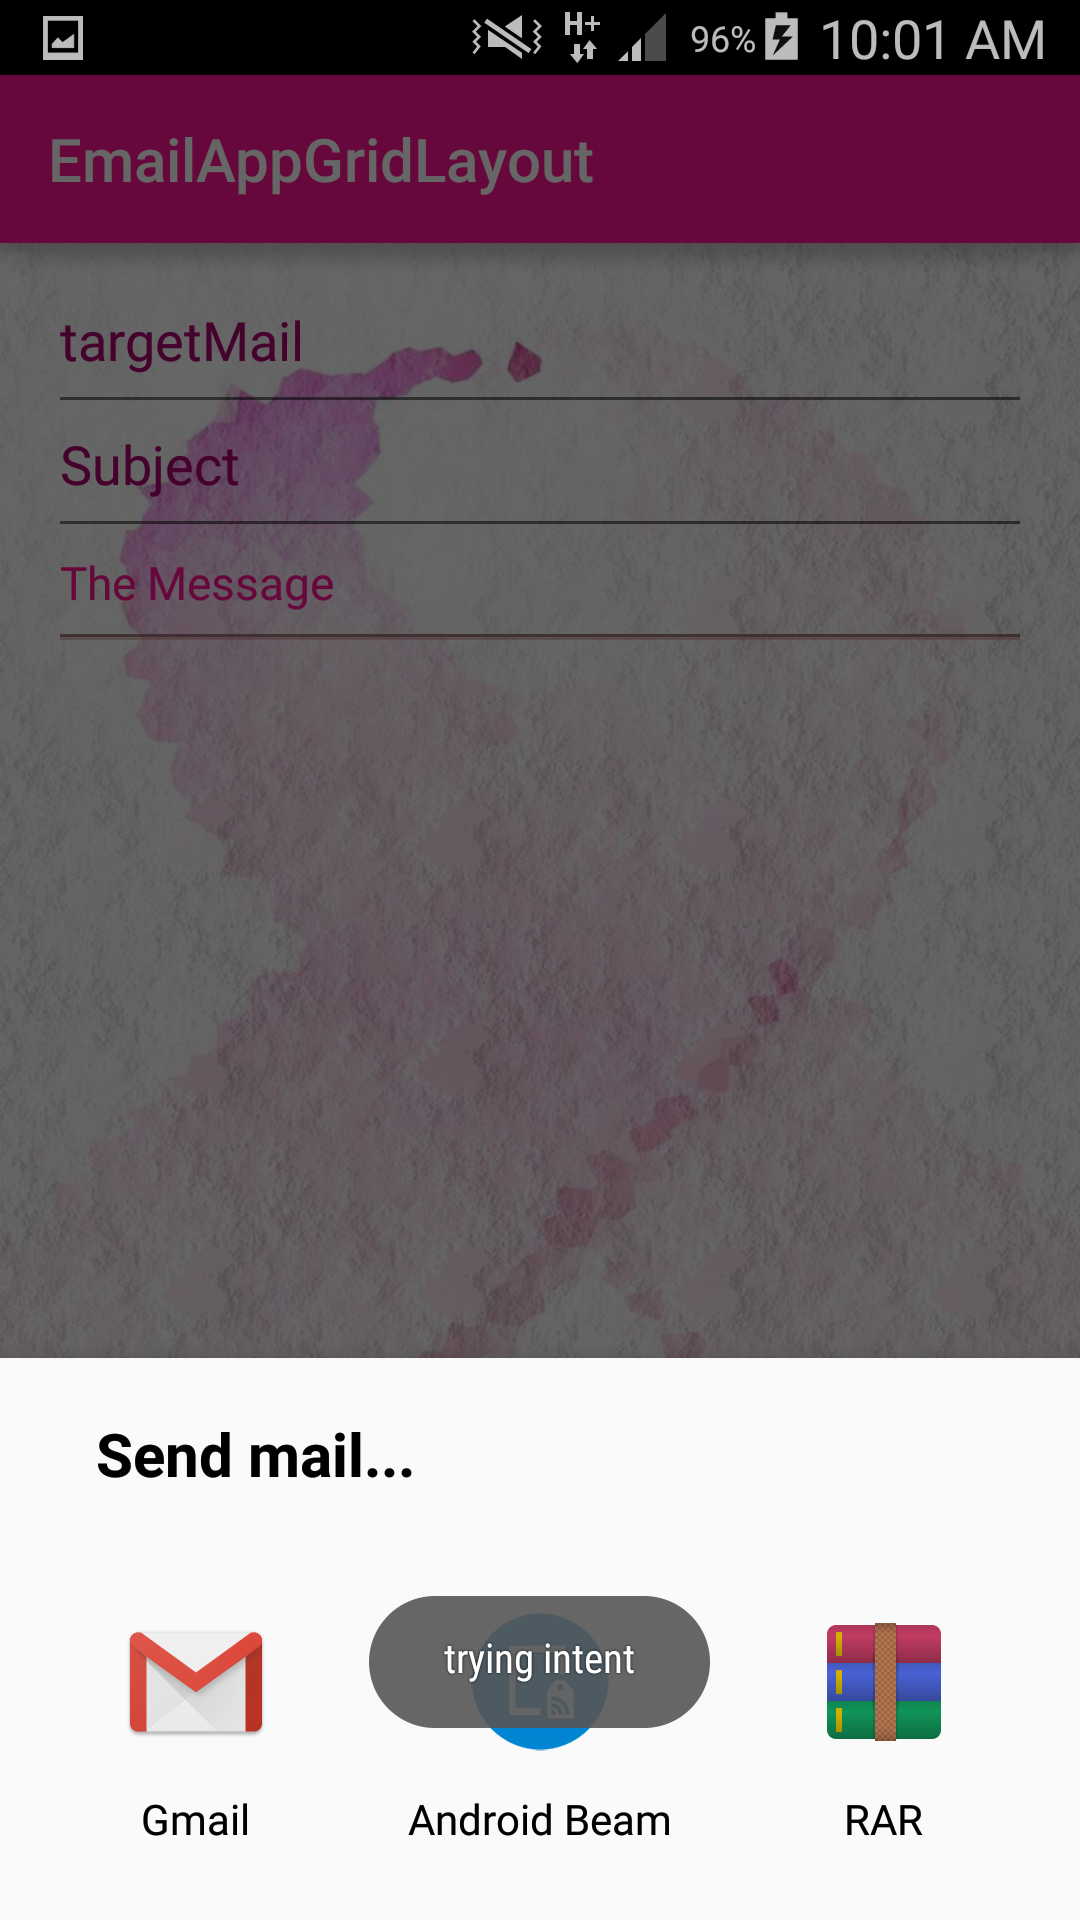 H+ 96% 10:01 AM
EmailAppGridLayout
targetMail
Subject
The Message
Send mail...
trying intent
Gmail Android Beam RAR